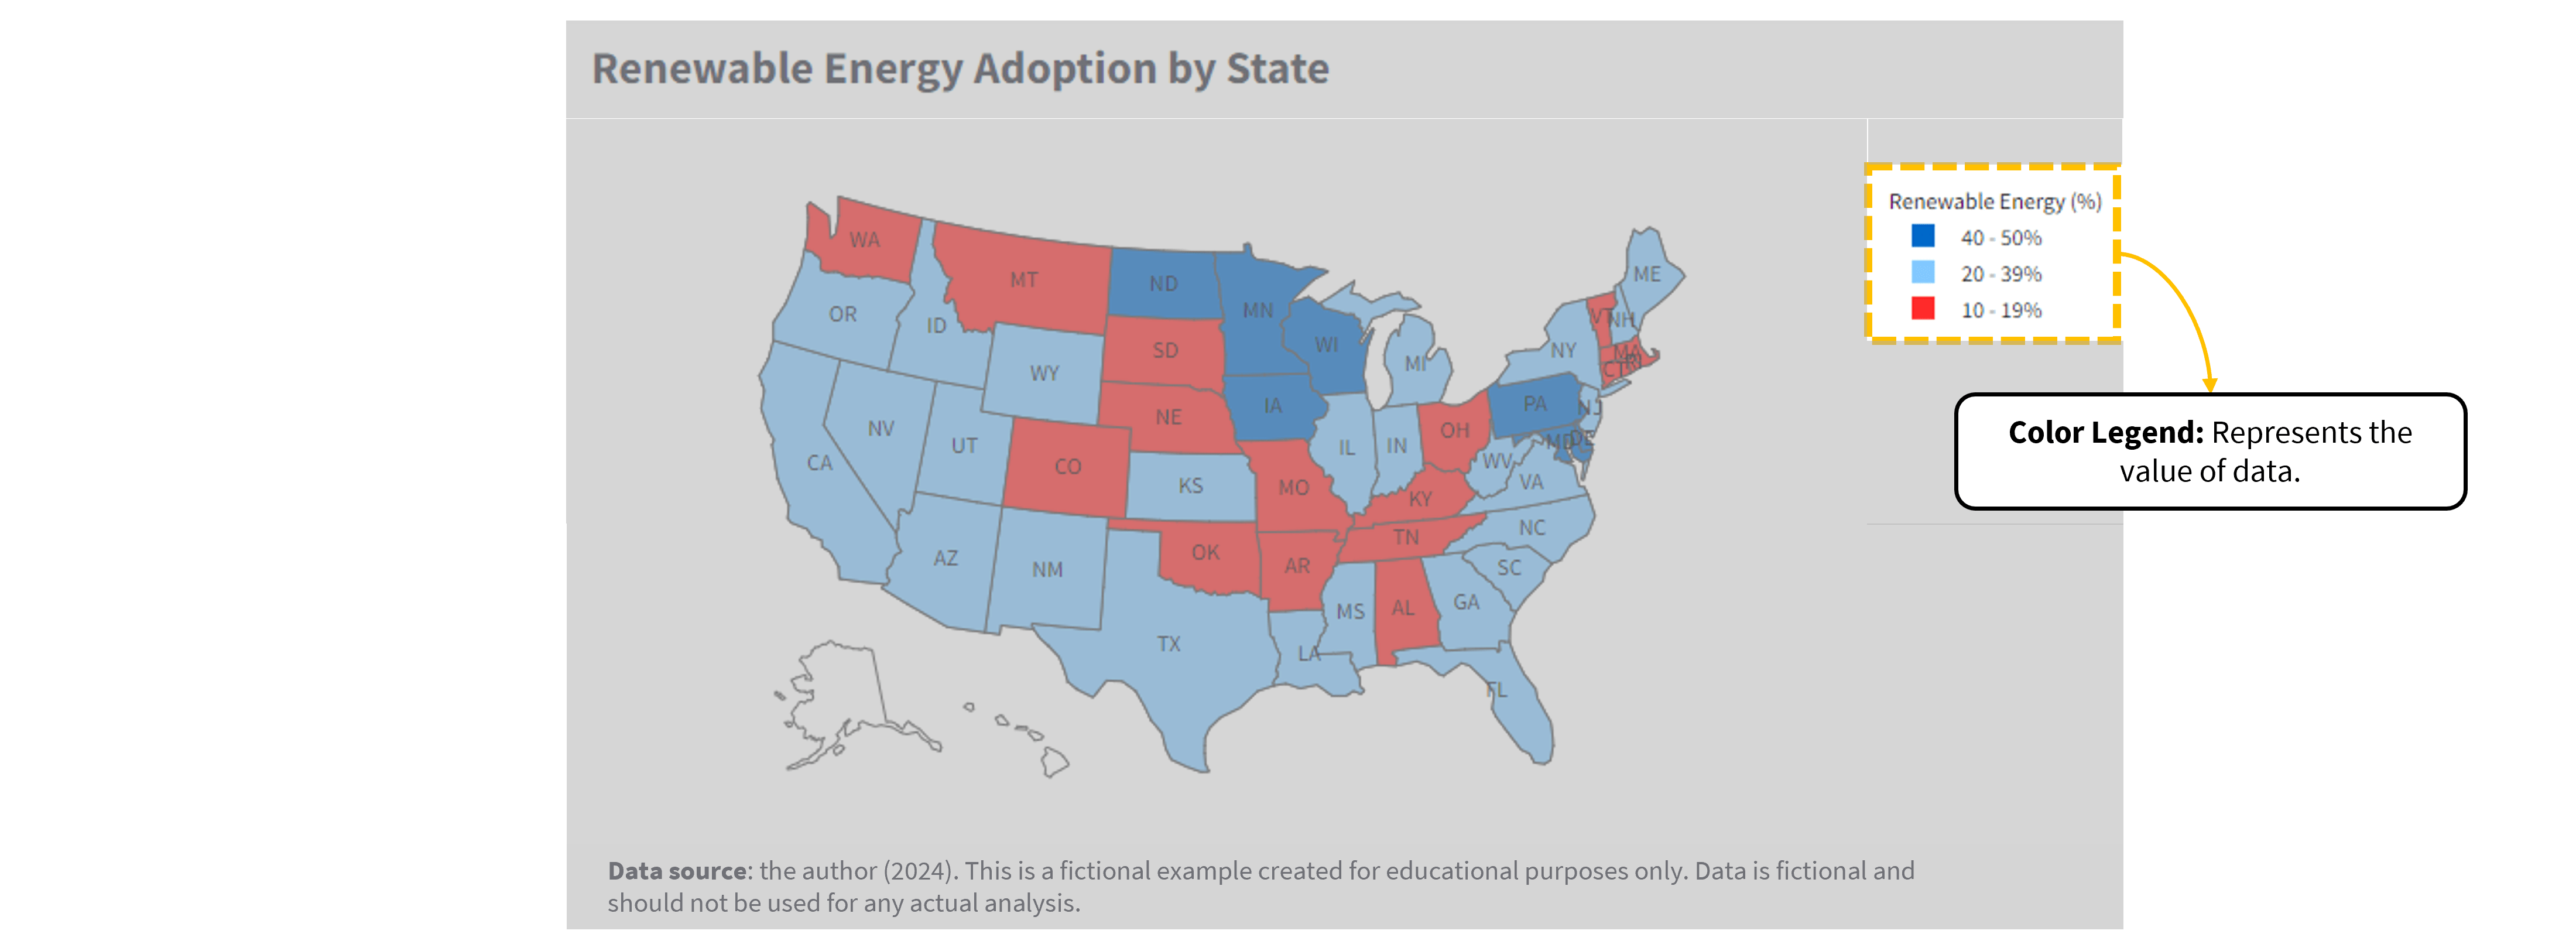 Renewable Energy Adoption by State
Renewable Energy (%)
40 - 50%
20 - 39%
10 - 19%
Color Legend: Represents the
value of data.
WA
MT
ND
MN
ME
OR
ID
SD
WI
VT
NH
WY
MI
NY
MA
CT
RI
NE
IA
PA
NJ
NV
UT
CO
CA
KS
MO
IL
IN
OH
WV
MD
DE
VA
KY
NC
TN
AZ
NM
OK
AR
SC
MS
AL
GA
TX
LA
FL
Data source: the author (2024). This is a fictional example created for educational purposes only. Data is fictional and
should not be used for any actual analysis.